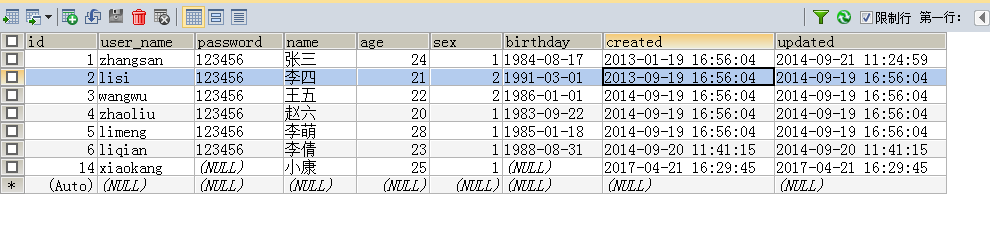 限制行 第一行:
id user_name password name age sex birthday created updated
1 zhangsan 123456 张三 24 1 1984-08-17 2013-01-19 16:56:04 2014-09-21 11:24:59
2 lisi 123456 李四 21 2 1991-03-01 2013-09-19 16:56:04 2014-09-19 16:56:04
3 wangwu 123456 王五 22 2 1986-01-01 2014-09-19 16:56:04 2014-09-19 16:56:04
4 zhaoliu 123456 赵六 20 1 1983-09-22 2014-09-19 16:56:04 2014-09-19 16:56:04
5 limeng 123456 李萌 28 1 1985-01-18 2014-09-19 16:56:04 2014-09-19 16:56:04
6 liqian 123456 李倩 23 1 1988-08-31 2014-09-20 11:41:15 2014-09-20 11:41:15
14 xiaokang (NULL) 小康 25 1 (NULL) 2017-04-21 16:29:45 2017-04-21 16:29:45
* (Auto) (NULL) (NULL) (NULL) (NULL) (NULL) (NULL) (NULL) (NULL)